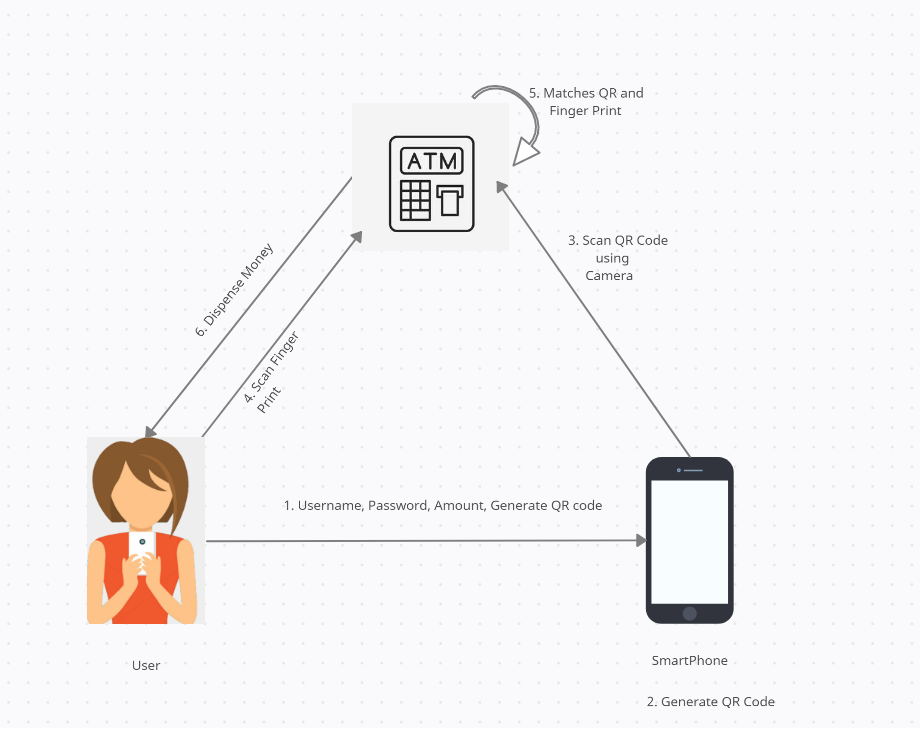 5. Matches QR and
Finger Print
ATM
3. Scan QR Code
using
Camera
6. Dispense Money
4. Scan Finger
Print
1. Username, Password, Amount, Generate QR code
User
SmartPhone
2. Generate QR Code